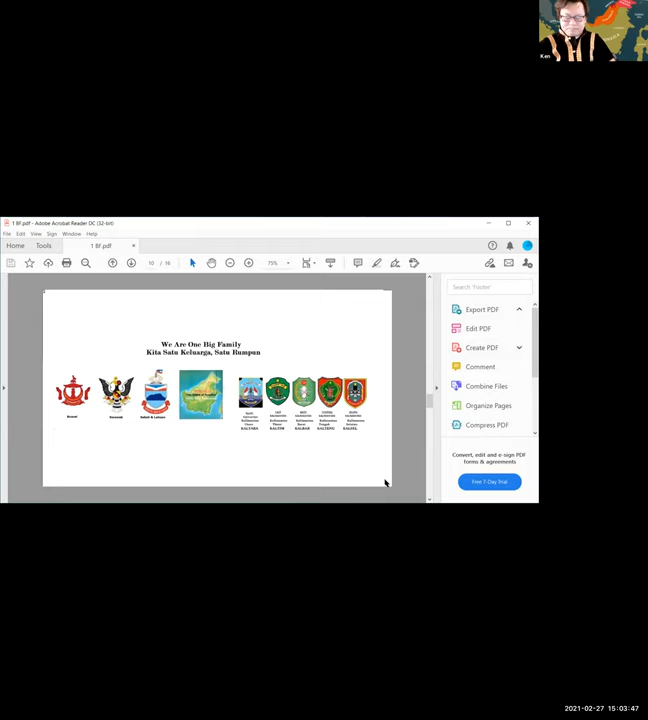 Ken
1 BF.pdf - Adobe Acrobat Reader DC (32-bit)
File Edit View Sign Window Help
Home Tools 1 BF.pdf ×
10 / 16 75%
Search 'Footer'
Export PDF
Edit PDF
Create PDF
Comment
Combine Files
Organize Pages
Compress PDF
Convert, edit and e-sign PDF
forms & agreements
Free 7-Day Trial
We Are One Big Family
Kita Satu Keluarga, Satu Rumpun
Brunei
Sarawak
Sabah & Labuan
KALTARA KALTIM KALBAR KALTENG KALSEL
2021-02-27 15:03:47